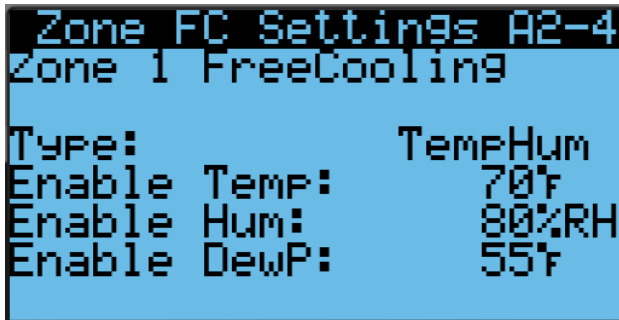 Zone FC Settings A2-4
Zone 1 FreeCooling
Type: TempHum
Enable Temp: 70°F
Enable Hum: 80%RH
Enable DewP: 55°F